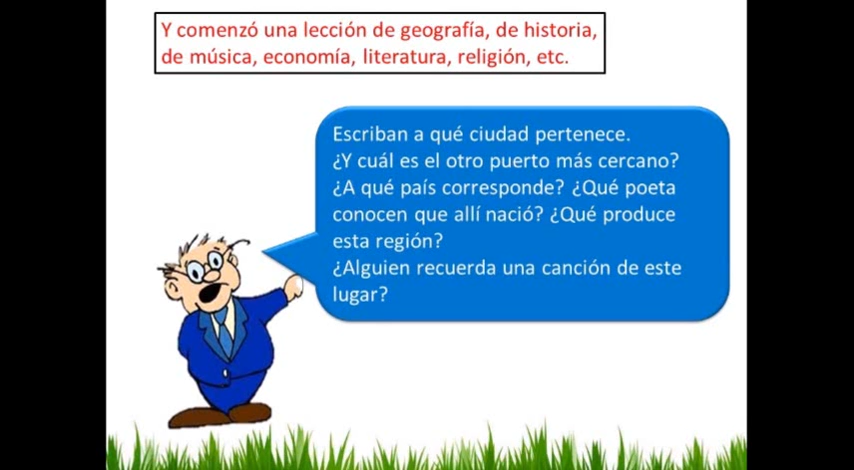 Y comenzó una lección de geografía, de historia,
de música, economía, literatura, religión, etc.
Escriban a qué ciudad pertenece.
¿Y cuál es el otro puerto más cercano?
¿A qué país corresponde? ¿Qué poeta
conocen que allí nació? ¿Qué produce
esta región?
¿Alguien recuerda una canción de este
lugar?